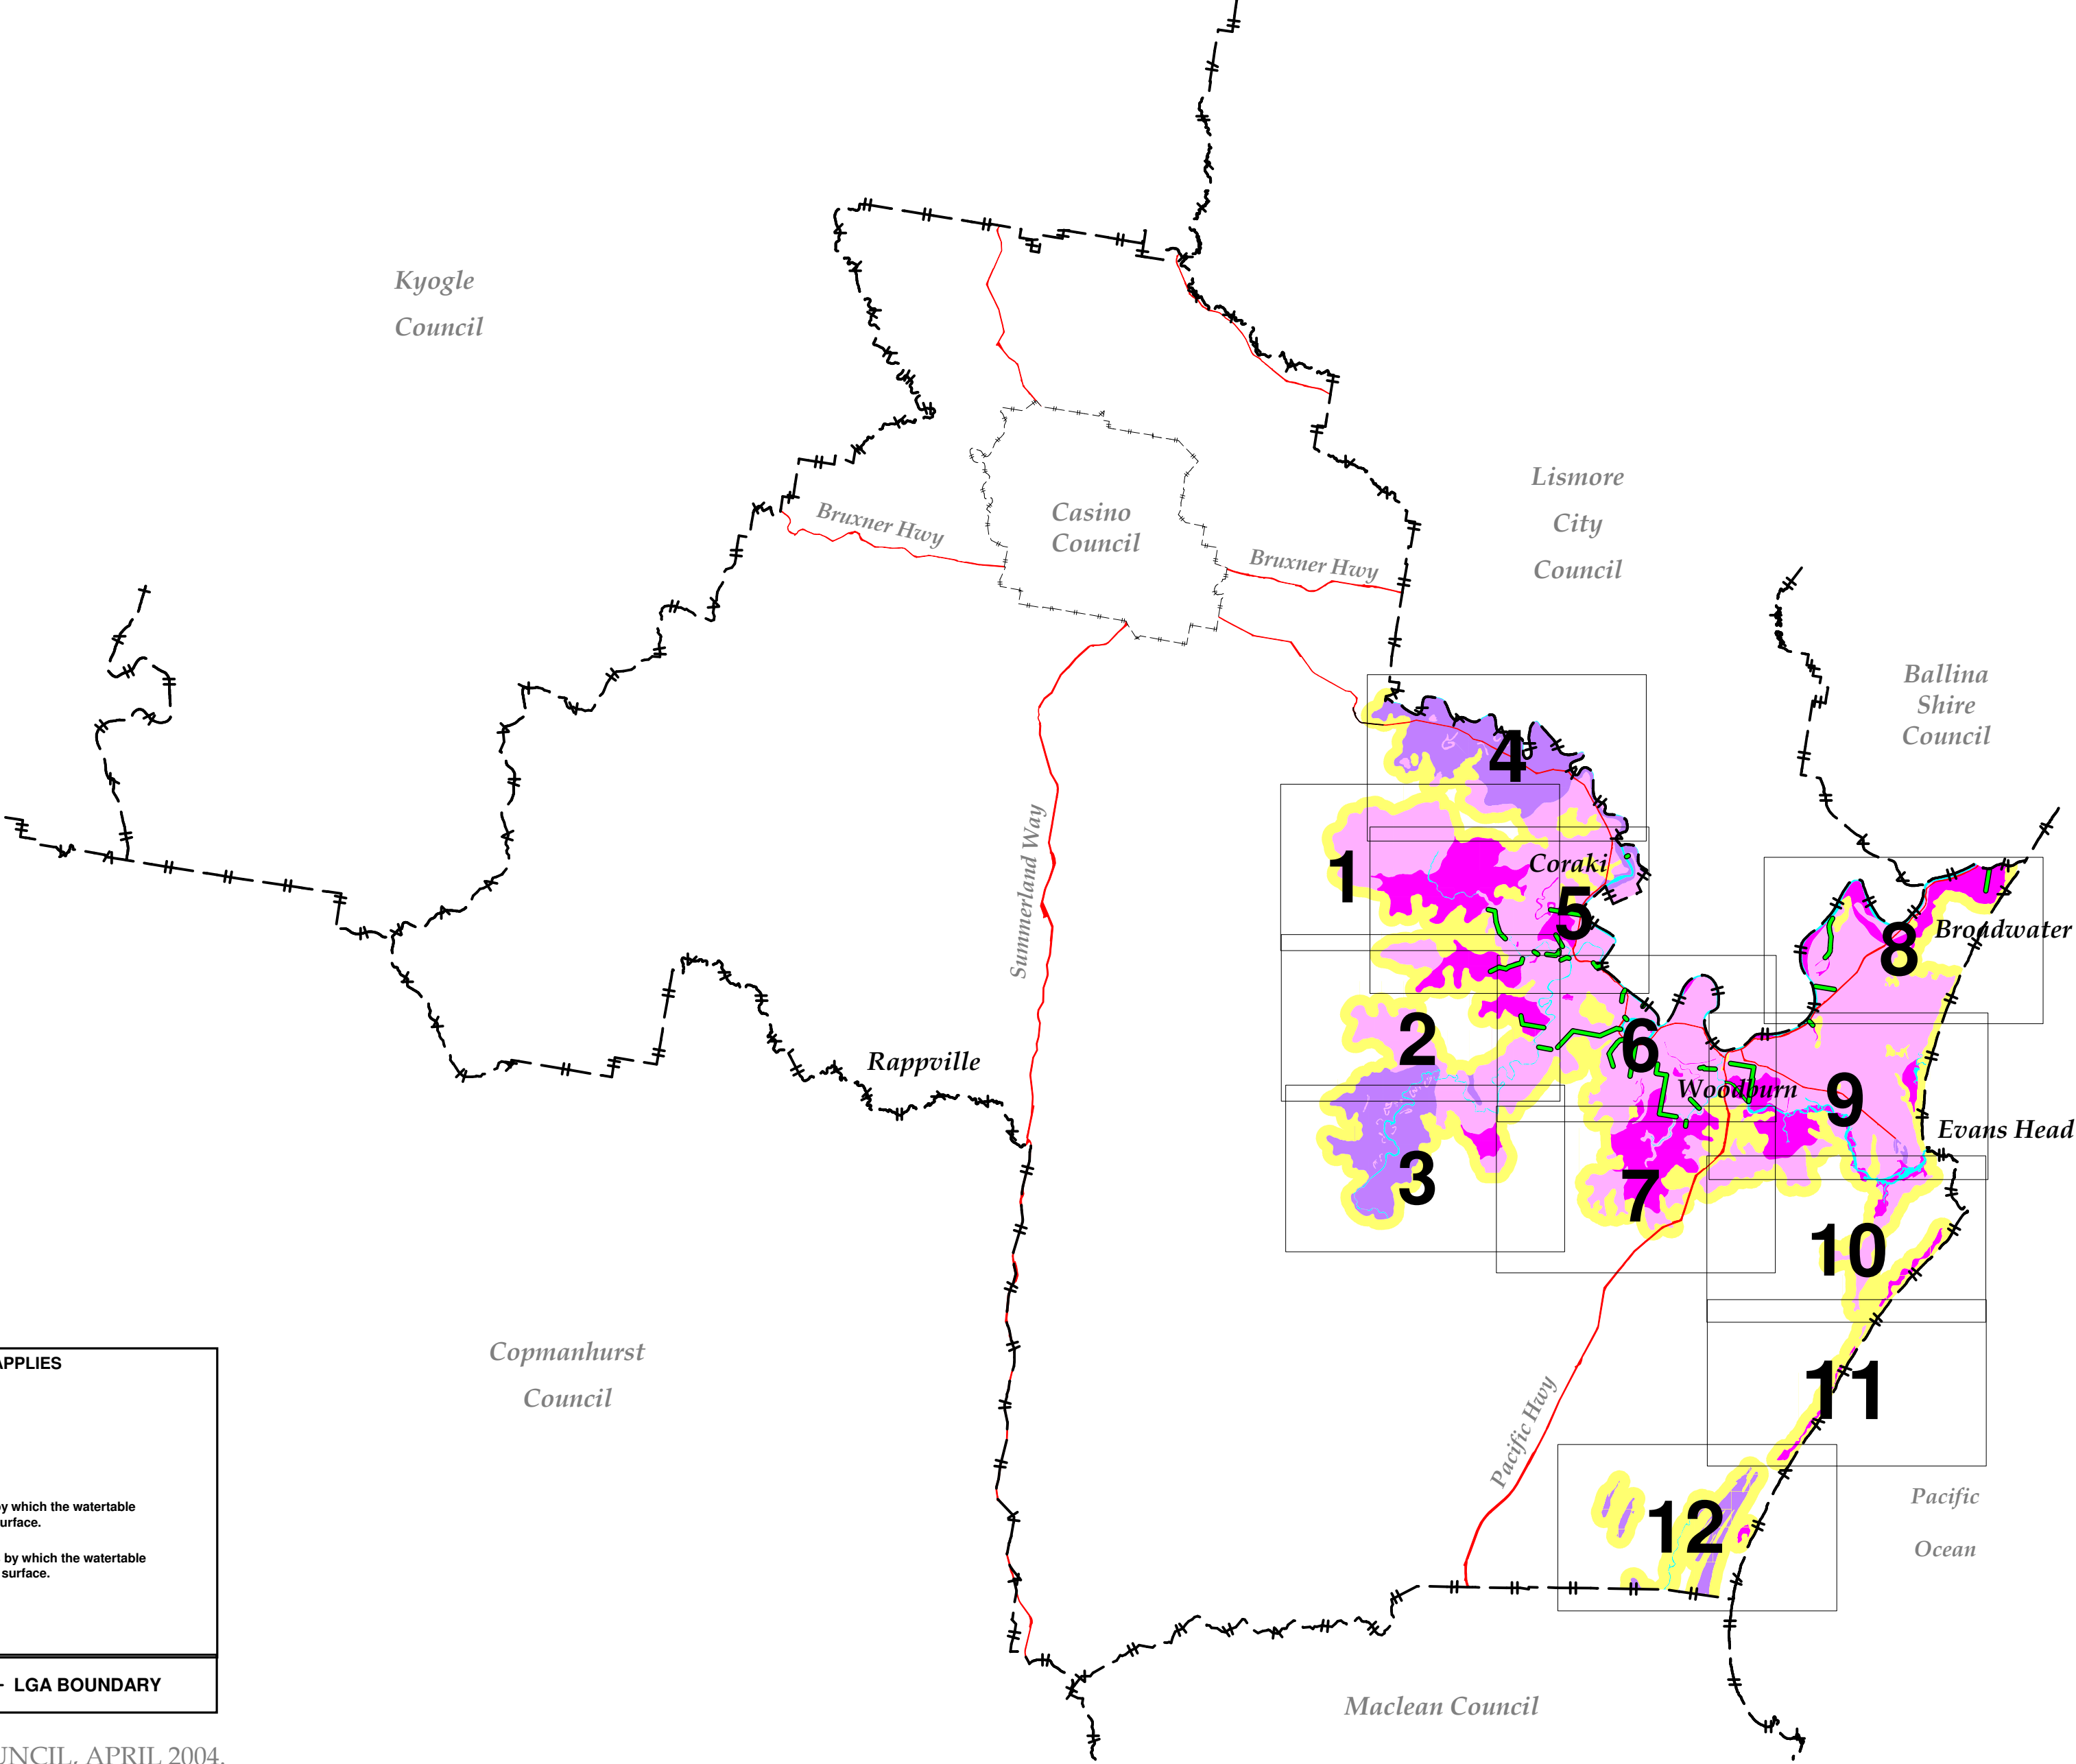 Kyogle
Council
Lismore
City
Council
Casino
Council
Bruxner Hwy
Bruxner Hwy
Ballina
Shire
Council
Summerland Way
4
1
Coraki
5
8
Broadwater
2
6
Rappville
Woodburn
9
Evans Head
3
7
10
Copmanhurst
Council
11
Pacific Hwy
12
Pacific
Ocean
Maclean Council
APPLIES
by which the watertable
by which the watertable
surface.
LGA BOUNDARY
COUNCIL, APRIL 2004.